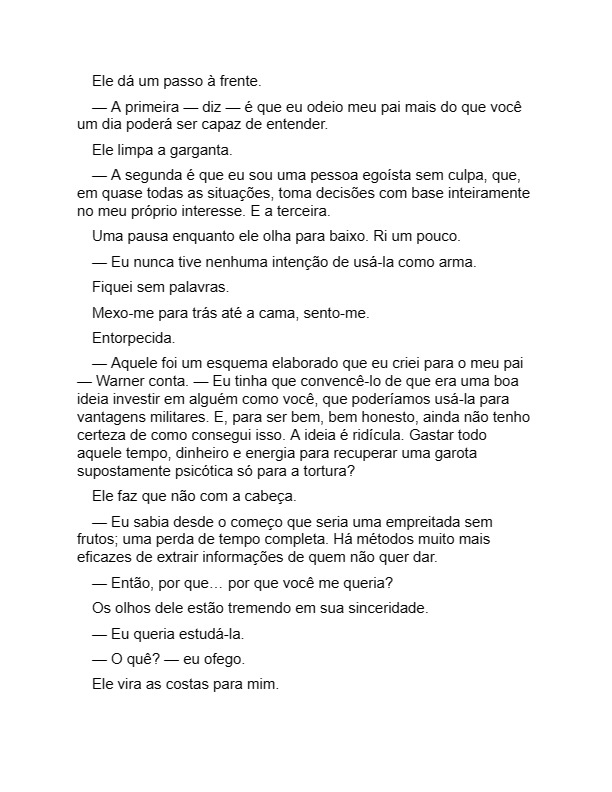 Ele dá um passo à frente.
— A primeira — diz — é que eu odeio meu pai mais do que você
um dia poderá ser capaz de entender.
Ele limpa a garganta.
— A segunda é que eu sou uma pessoa egoísta sem culpa, que,
em quase todas as situações, toma decisões com base inteiramente
no meu próprio interesse. E a terceira.
Uma pausa enquanto ele olha para baixo. Ri um pouco.
— Eu nunca tive nenhuma intenção de usá-la como arma.
Fiquei sem palavras.
Mexo-me para trás até a cama, sento-me.
Entorpecida.
— Aquele foi um esquema elaborado que eu criei para o meu pai
— Warner conta. — Eu tinha que convencê-lo de que era uma boa
ideia investir em alguém como você, que poderíamos usá-la para
vantagens militares. E, para ser bem, bem honesto, ainda não tenho
certeza de como consegui isso. A ideia é ridícula. Gastar todo
aquele tempo, dinheiro e energia para recuperar uma garota
supostamente psicótica só para a tortura?
Ele faz que não com a cabeça.
— Eu sabia desde o começo que seria uma empreitada sem
frutos; uma perda de tempo completa. Há métodos muito mais
eficazes de extrair informações de quem não quer dar.
— Então, por que… por que você me queria?
Os olhos dele estão tremendo em sua sinceridade.
— Eu queria estudá-la.
— O quê? — eu ofego.
Ele vira as costas para mim.